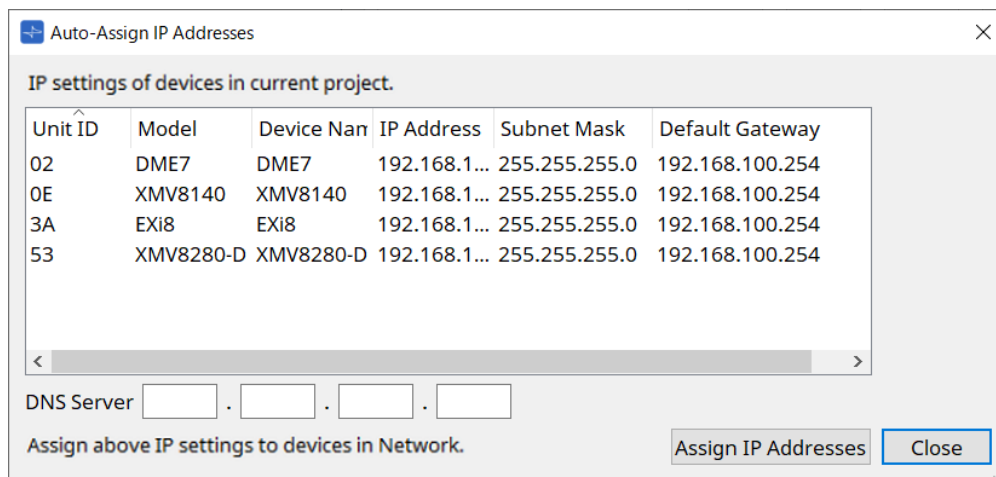 Auto-Assign IP Addresses
IP settings of devices in current project.
Unit ID Model Device Nam IP Address Subnet Mask Default Gateway
02 DME7 DME7 192.168.1... 255.255.255.0 192.168.100.254
0E XMV8140 XMV8140 192.168.1... 255.255.255.0 192.168.100.254
3A EXi8 EXi8 192.168.1... 255.255.255.0 192.168.100.254
53 XMV8280-D XMV8280-D 192.168.1... 255.255.255.0 192.168.100.254
DNS Server . . .
Assign above IP settings to devices in Network. Assign IP Addresses Close